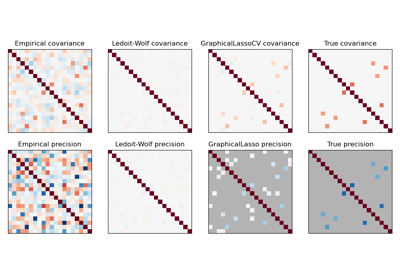 Empirical covariance Ledoit-Wolf covariance GraphicalLassoCV covariance True covariance
Empirical precision Ledoit-Wolf precision GraphicalLasso precision True precision